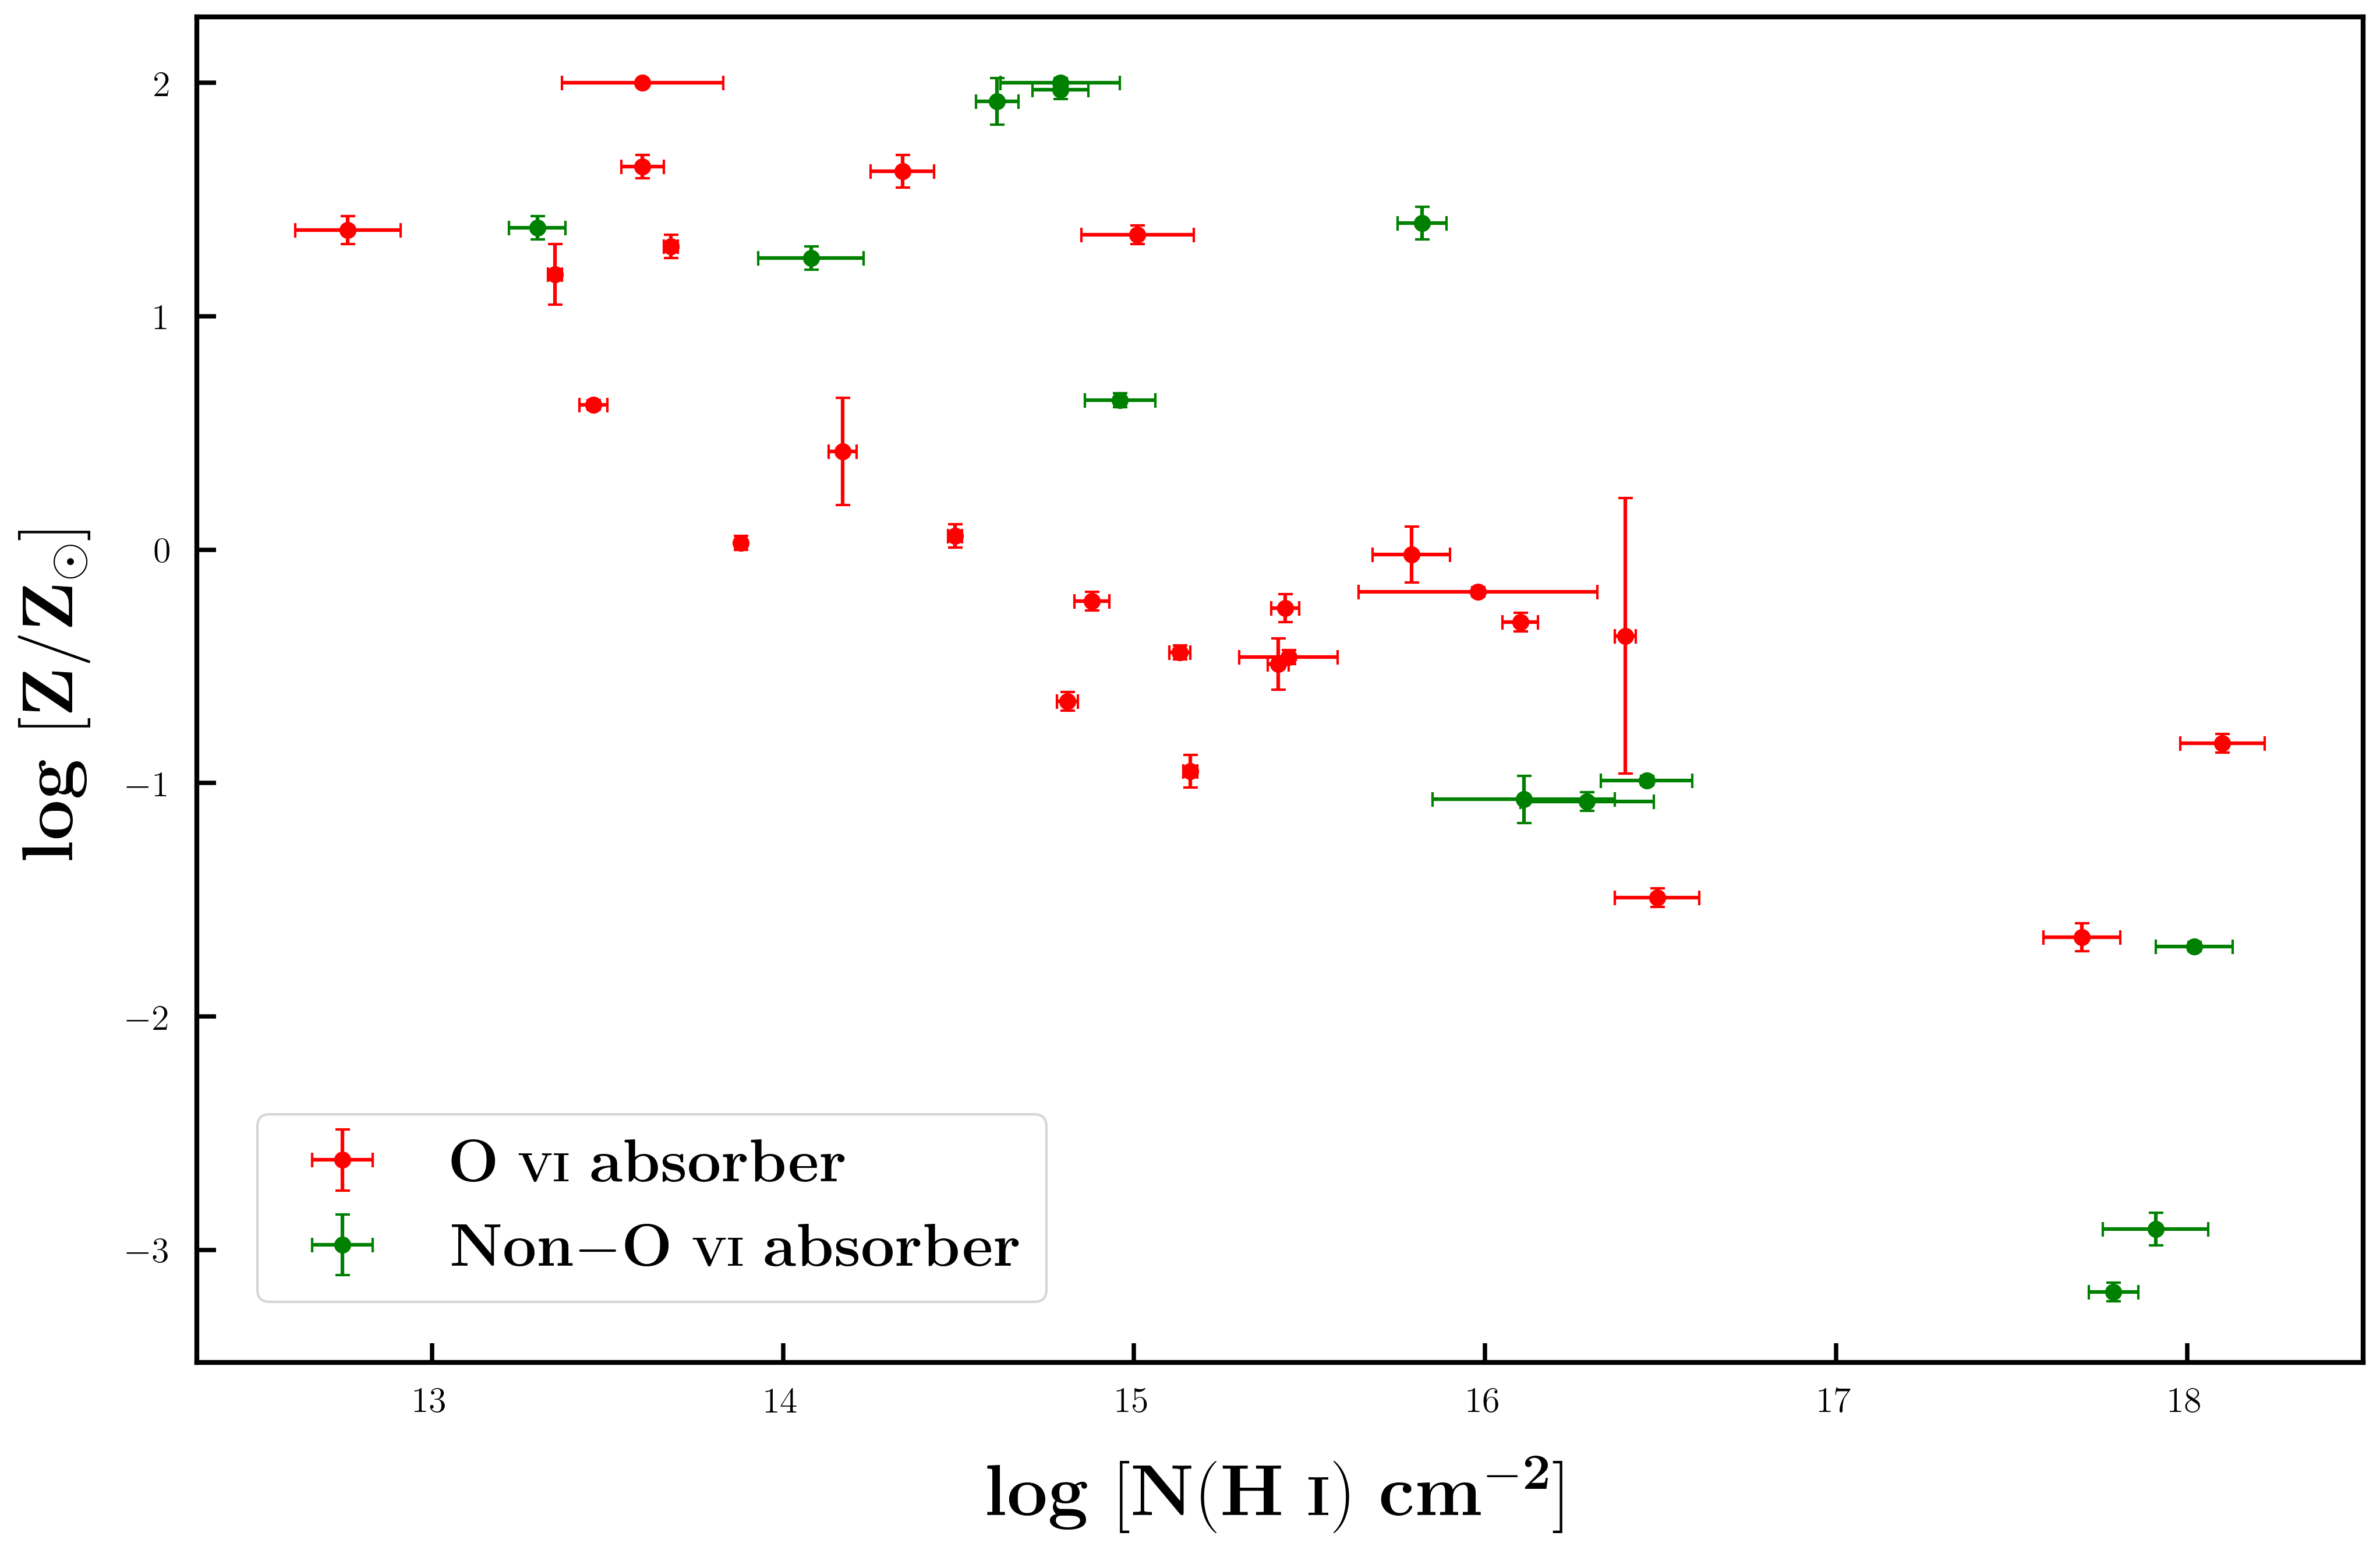 log [Z/Z⊙]
2
1
0
−1
−2
−3
O VI absorber
Non−O VI absorber
13 14 15 16 17 18
log [N(H I) cm⁻²]